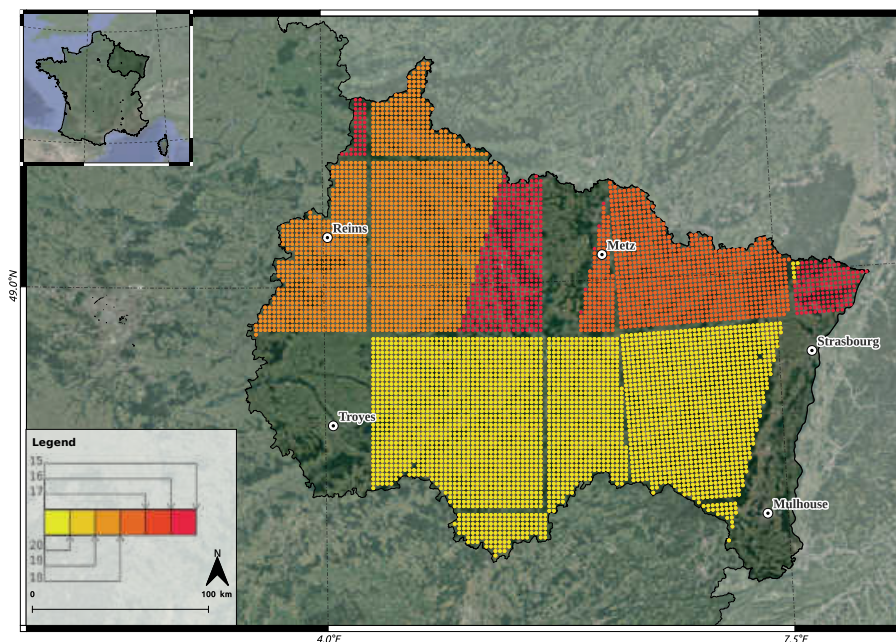 Reims
Metz
49.0°N
Strasbourg
Troyes
Legend
15
16
17
20
19
18
Mulhouse
N
0
100 km
4.0°E
7.5°E